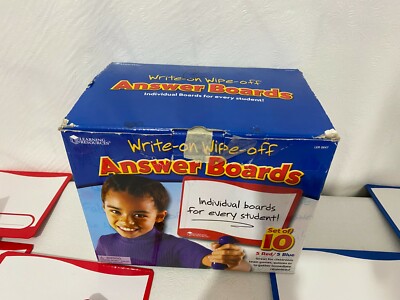 Write-on Wipe-off
Answer Boards
Individual Boards for every student!
LEARNING
RESOURCES
Write-on Wipe-off
Answer Boards
Individual boards
for every student!
Set of
10
5 Red/5 Blue